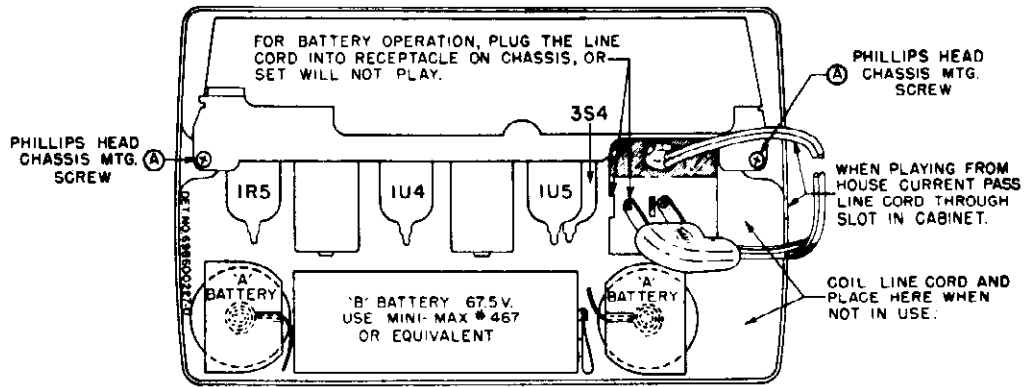 FOR BATTERY OPERATION, PLUG THE LINE
CORD INTO RECEPTACLE ON CHASSIS, OR
SET WILL NOT PLAY.
PHILLIPS HEAD
Ⓐ CHASSIS MTG.
SCREW
3S4
PHILLIPS HEAD
CHASSIS MTG. Ⓐ
SCREW
1R5
1U4
1U5
WHEN PLAYING FROM
HOUSE CURRENT PASS
LINE CORD THROUGH
SLOT IN CABINET.
'A'
BATTERY
'B' BATTERY 67.5 V.
USE MINI-MAX #467
OR EQUIVALENT
'A'
BATTERY
COIL LINE CORD AND
PLACE HERE WHEN
NOT IN USE.